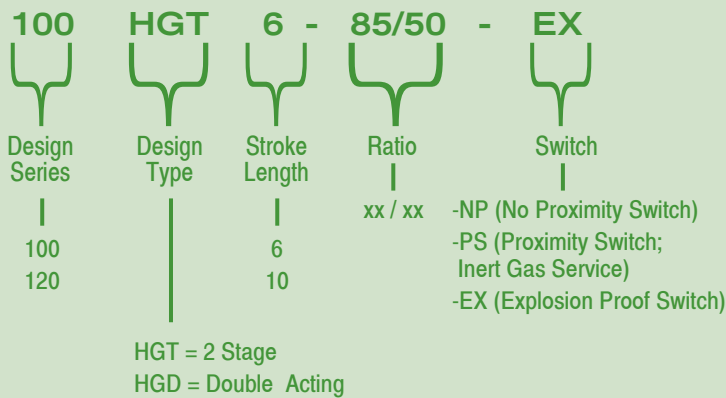 100 HGT 6 - 85/50 - EX
Design Series
Design Type
Stroke Length
Ratio
Switch
100
120
6
10
xx / xx
-NP (No Proximity Switch)
-PS (Proximity Switch;
Inert Gas Service)
-EX (Explosion Proof Switch)
HGT = 2 Stage
HGD = Double Acting